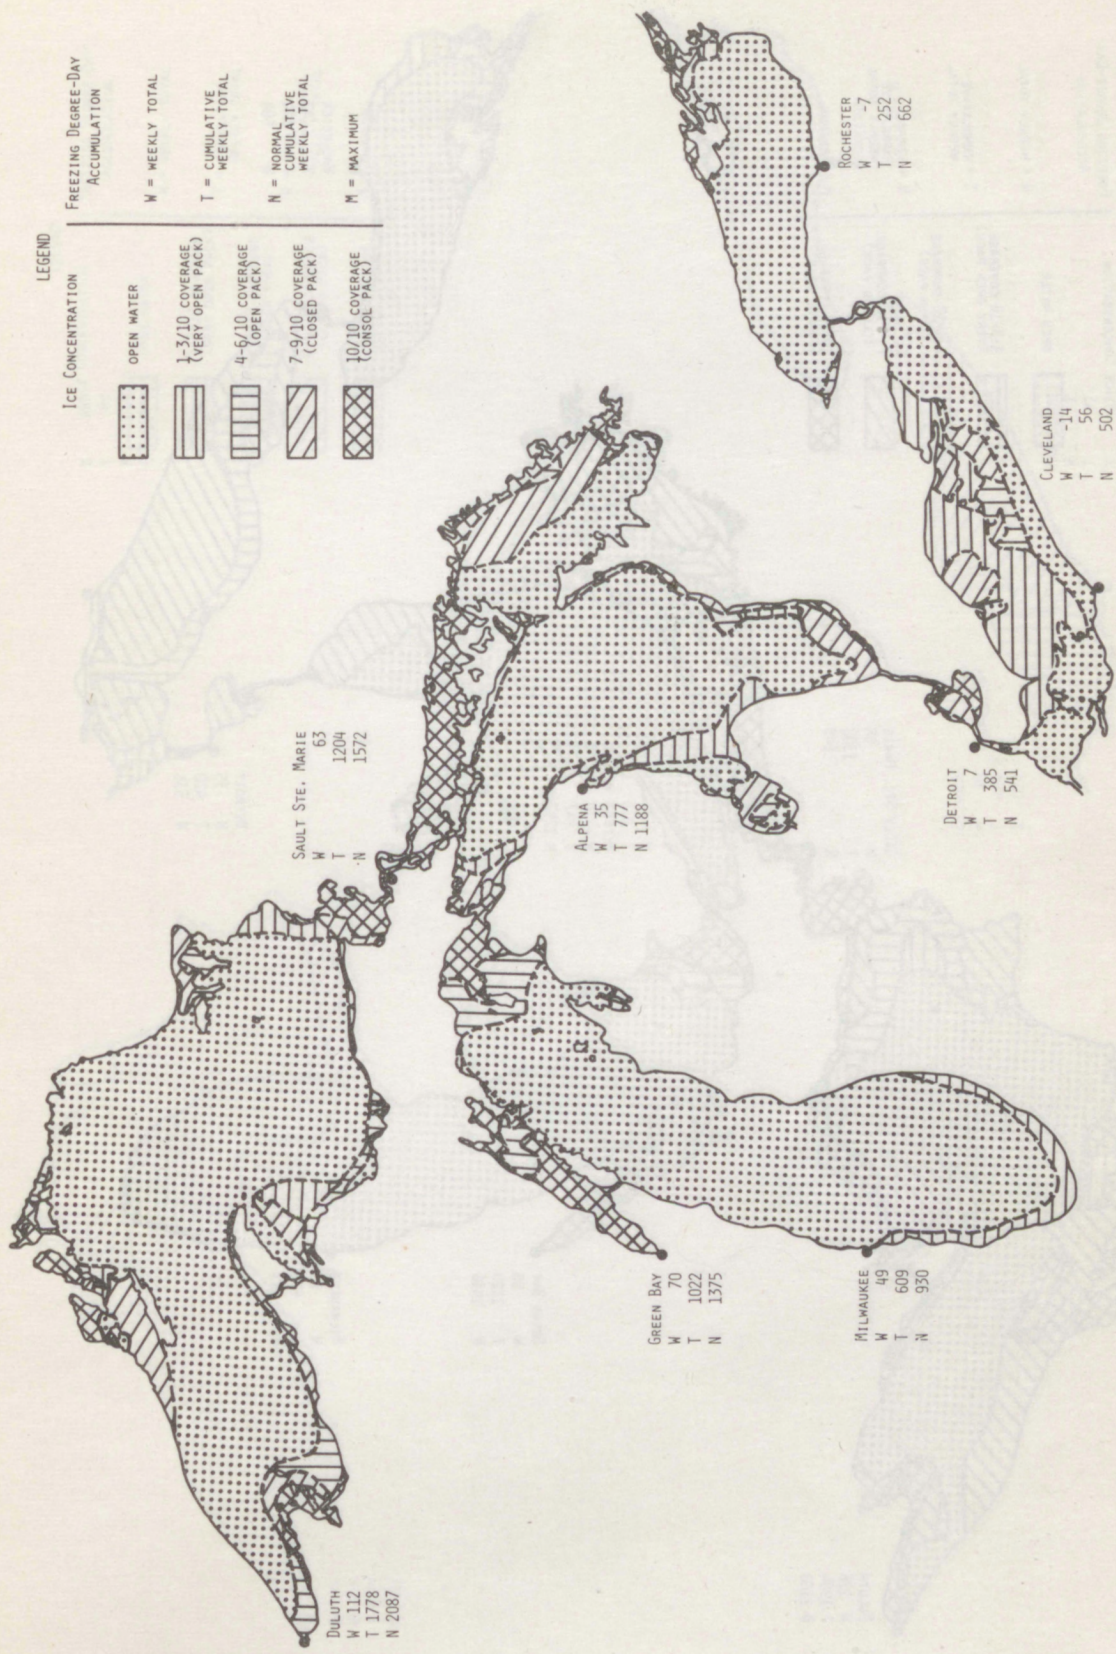 LEGEND
ICE CONCENTRATION
OPEN WATER
1-3/10 COVERAGE
(VERY OPEN PACK)
4-6/10 COVERAGE
(OPEN PACK)
7-9/10 COVERAGE
(CLOSED PACK)
10/10 COVERAGE
(CONSOL PACK)
FREEZING DEGREE-DAY
ACCUMULATION
W = WEEKLY TOTAL
T = CUMULATIVE
WEEKLY TOTAL
N = NORMAL
CUMULATIVE
WEEKLY TOTAL
M = MAXIMUM
DULUTH
W 112
T 1778
N 2087
SAULT STE. MARIE
W 63
T 1204
N 1572
GREEN BAY
W 70
T 1022
N 1375
ALPENA
W 35
T 777
N 1188
MILWAUKEE
W 49
T 609
N 930
DETROIT
W 7
T 385
N 541
CLEVELAND
W -14
T 56
N 502
ROCHESTER
W -7
T 252
N 662